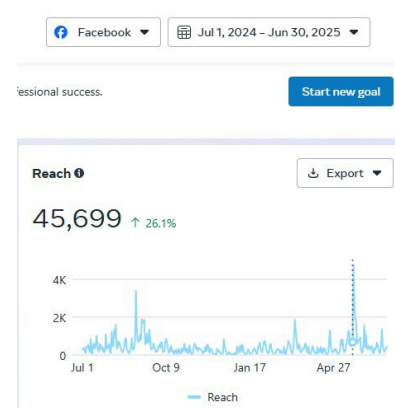 Facebook
Jul 1, 2024 – Jun 30, 2025
essional success.
Start new goal
Reach
Export
45,699 ↑ 26.1%
4K
2K
0
Jul 1 Oct 9 Jan 17 Apr 27
Reach